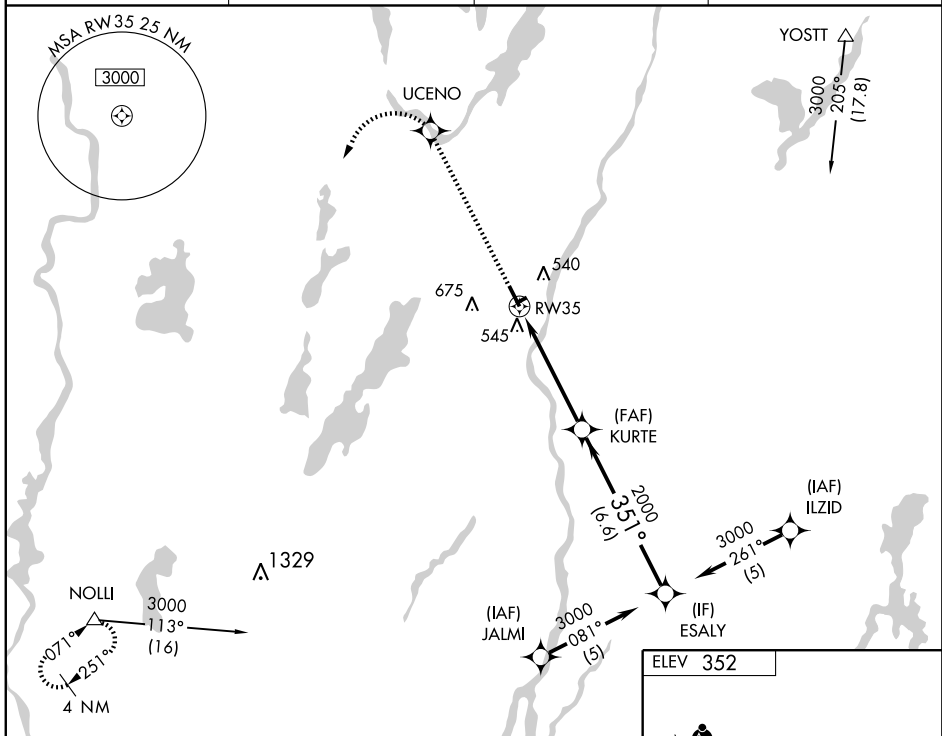 MSA RW35 25 NM
3000
YOSTT
3000
205°
(17.8)
UCENO
540
675
RW35
545
(FAF)
KURTE
2000
351°
(6.6)
(IAF)
ILZID
3000
261°
(5)
1329
NOLLI
3000
113°
(16)
071°
251°
4 NM
(IAF)
JALMI
3000
081°
(5)
(IF)
ESALY
ELEV 352